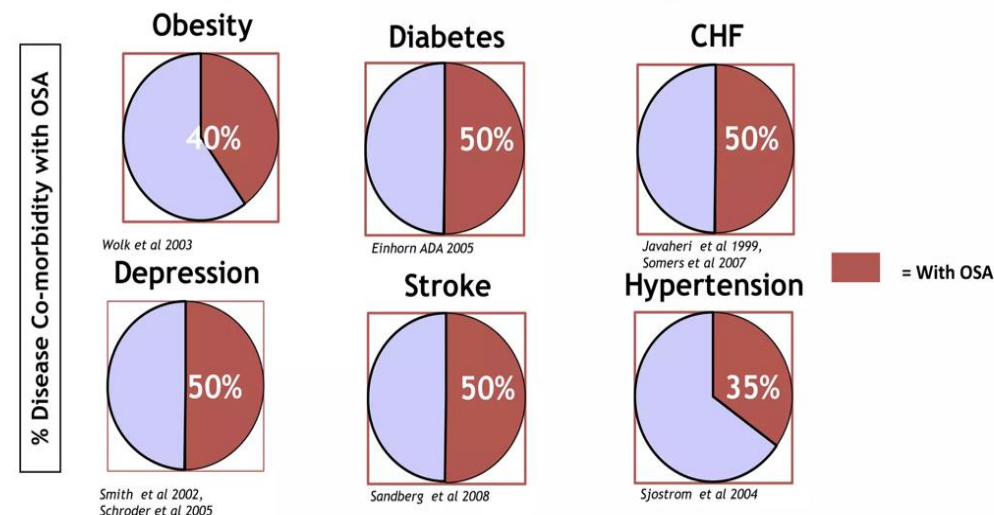 % Disease Co-morbidity with OSA
Obesity
40%
Wolk et al 2003
Diabetes
50%
Einhorn ADA 2005
CHF
50%
Javaheri et al 1999,
Somers et al 2007
Depression
50%
Smith et al 2002,
Schroder et al 2005
Stroke
50%
Sandberg et al 2008
Hypertension
35%
Sjostrom et al 2004
= With OSA